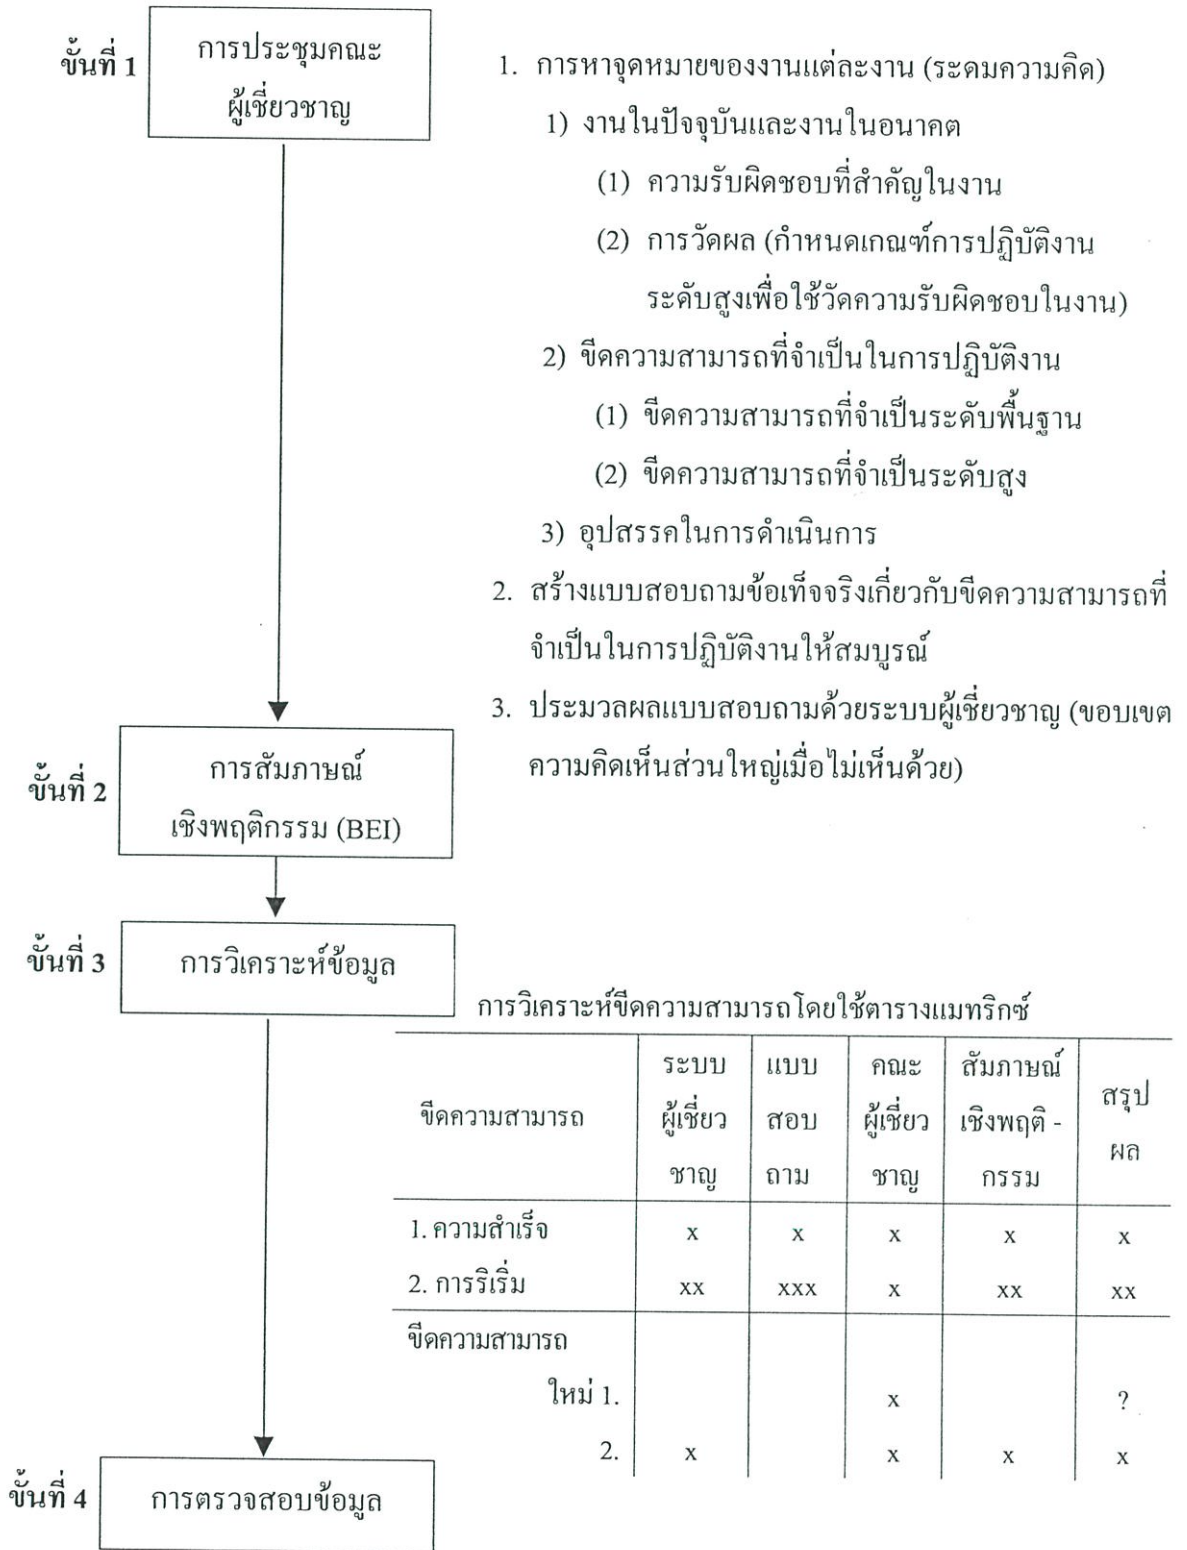 ขั้นที่ 1
การประชุมคณะ
ผู้เชี่ยวชาญ
1. การหาจุดหมายของงานแต่ละงาน (ระดมความคิด)
1) งานในปัจจุบันและงานในอนาคต
(1) ความรับผิดชอบที่สำคัญในงาน
(2) การวัดผล (กำหนดเกณฑ์การปฏิบัติงาน
ระดับสูงเพื่อใช้วัดความรับผิดชอบในงาน)
2) ขีดความสามารถที่จำเป็นในการปฏิบัติงาน
(1) ขีดความสามารถที่จำเป็นระดับพื้นฐาน
(2) ขีดความสามารถที่จำเป็นระดับสูง
3) อุปสรรคในการดำเนินการ
2. สร้างแบบสอบถามข้อเท็จจริงเกี่ยวกับขีดความสามารถที่
จำเป็นในการปฏิบัติงานให้สมบูรณ์
3. ประมวลผลแบบสอบถามด้วยระบบผู้เชี่ยวชาญ (ขอบเขต
ความคิดเห็นส่วนใหญ่เมื่อไม่เห็นด้วย)
ขั้นที่ 2
การสัมภาษณ์
เชิงพฤติกรรม (BEI)
ขั้นที่ 3
การวิเคราะห์ข้อมูล
การวิเคราะห์ขีดความสามารถโดยใช้ตารางแมทริกซ์
ขีดความสามารถ
ระบบ
ผู้เชี่ยว
ชาญ
แบบ
สอบ
ถาม
คณะ
ผู้เชี่ยว
ชาญ
สัมภาษณ์
เชิงพฤติ -
กรรม
สรุป
ผล
1. ความสำเร็จ x x x x x
2. การริเริ่ม xx xxx x xx xx
ขีดความสามารถ
ใหม่ 1. x ?
2. x x x x
ขั้นที่ 4
การตรวจสอบข้อมูล